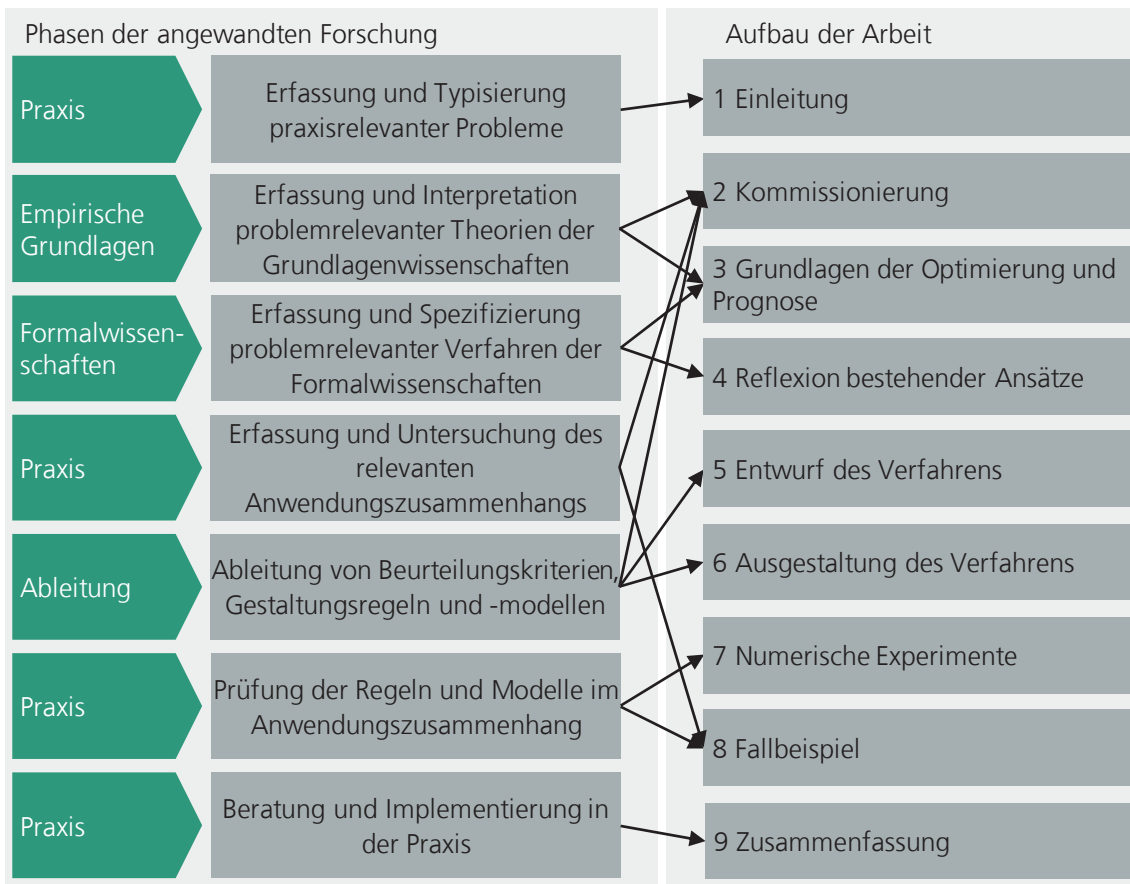 Phasen der angewandten Forschung
Praxis
Erfassung und Typisierung
praxisrelevanter Probleme
Empirische
Grundlagen
Erfassung und Interpretation
problemrelevanter Theorien der
Grundlagenwissenschaften
Formalwissen-
schaften
Erfassung und Spezifizierung
problemrelevanter Verfahren der
Formalwissenschaften
Praxis
Erfassung und Untersuchung des
relevanten
Anwendungszusammenhangs
Ableitung
Ableitung von Beurteilungskriterien,
Gestaltungsregeln und -modellen
Praxis
Prüfung der Regeln und Modelle im
Anwendungszusammenhang
Praxis
Beratung und Implementierung in
der Praxis
Aufbau der Arbeit
1 Einleitung
2 Kommissionierung
3 Grundlagen der Optimierung und
Prognose
4 Reflexion bestehender Ansätze
5 Entwurf des Verfahrens
6 Ausgestaltung des Verfahrens
7 Numerische Experimente
8 Fallbeispiel
9 Zusammenfassung